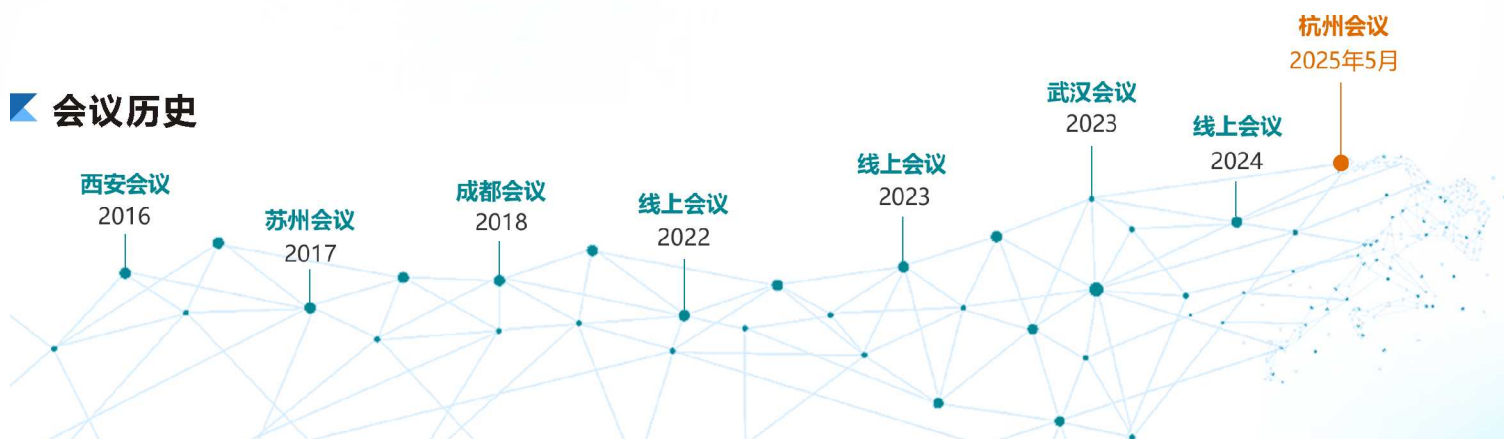 会议历史
西安会议
2016
苏州会议
2017
成都会议
2018
线上会议
2022
线上会议
2023
武汉会议
2023
线上会议
2024
杭州会议
2025年5月